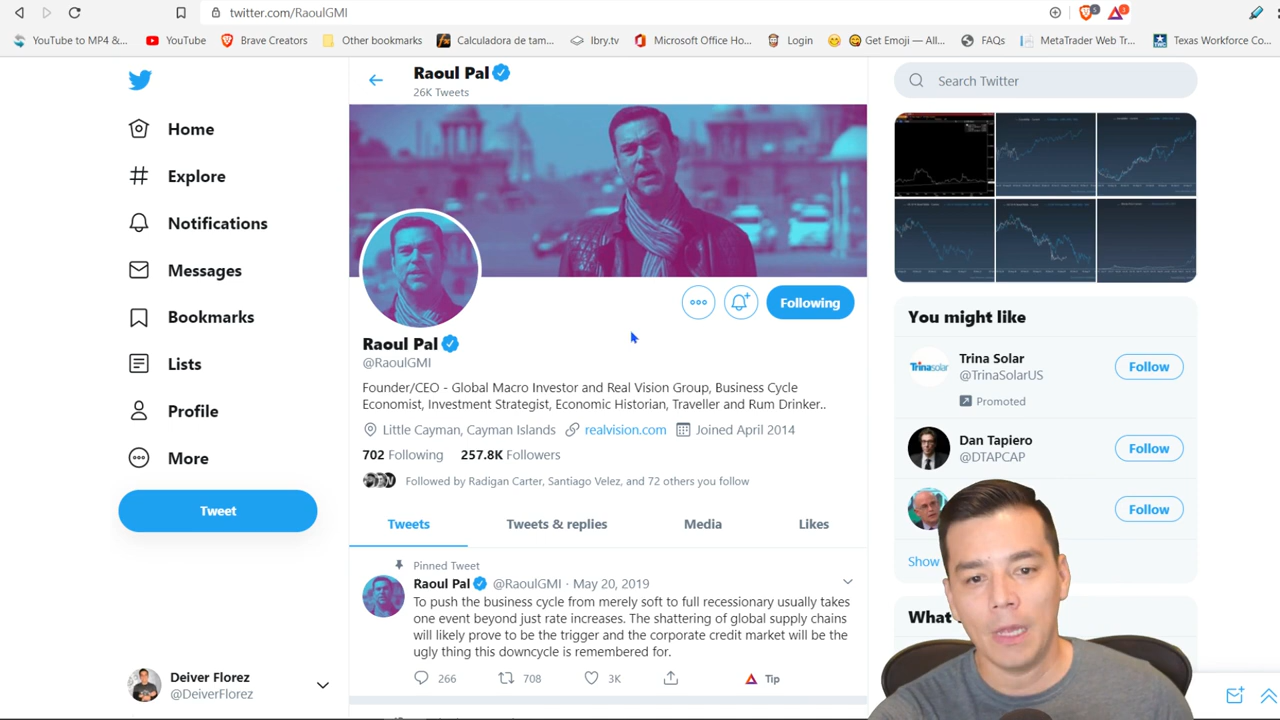 twitter.com/RaoulGMI
5
3
YouTube to MP4 &...
YouTube
Brave Creators
Other bookmarks
Calculadora de tam...
lbry.tv
Microsoft Office Ho...
Login
Get Emoji — All...
FAQs
MetaTrader Web Tr...
Texas Workforce Co...
Raoul Pal
26K Tweets
Search Twitter
Home
Explore
Notifications
Messages
Bookmarks
Lists
Profile
More
Tweet
Deiver Florez
@DeiverFlorez
Following
Raoul Pal
@RaoulGMI
Founder/CEO - Global Macro Investor and Real Vision Group, Business Cycle
Economist, Investment Strategist, Economic Historian, Traveller and Rum Drinker..
Little Cayman, Cayman Islands realvision.com Joined April 2014
702 Following 257.8K Followers
Followed by Radigan Carter, Santiago Velez, and 72 others you follow
Tweets Tweets & replies Media Likes
Pinned Tweet
Raoul Pal @RaoulGMI · May 20, 2019
To push the business cycle from merely soft to full recessionary usually takes
one event beyond just rate increases. The shattering of global supply chains
will likely prove to be the trigger and the corporate credit market will be the
ugly thing this downcycle is remembered for.
266 708 3K Tip
You might like
Trinasolar
Trina Solar
@TrinaSolarUS
Follow
Promoted
Dan Tapiero
@DTAPCAP
Follow
Follow
Show
What